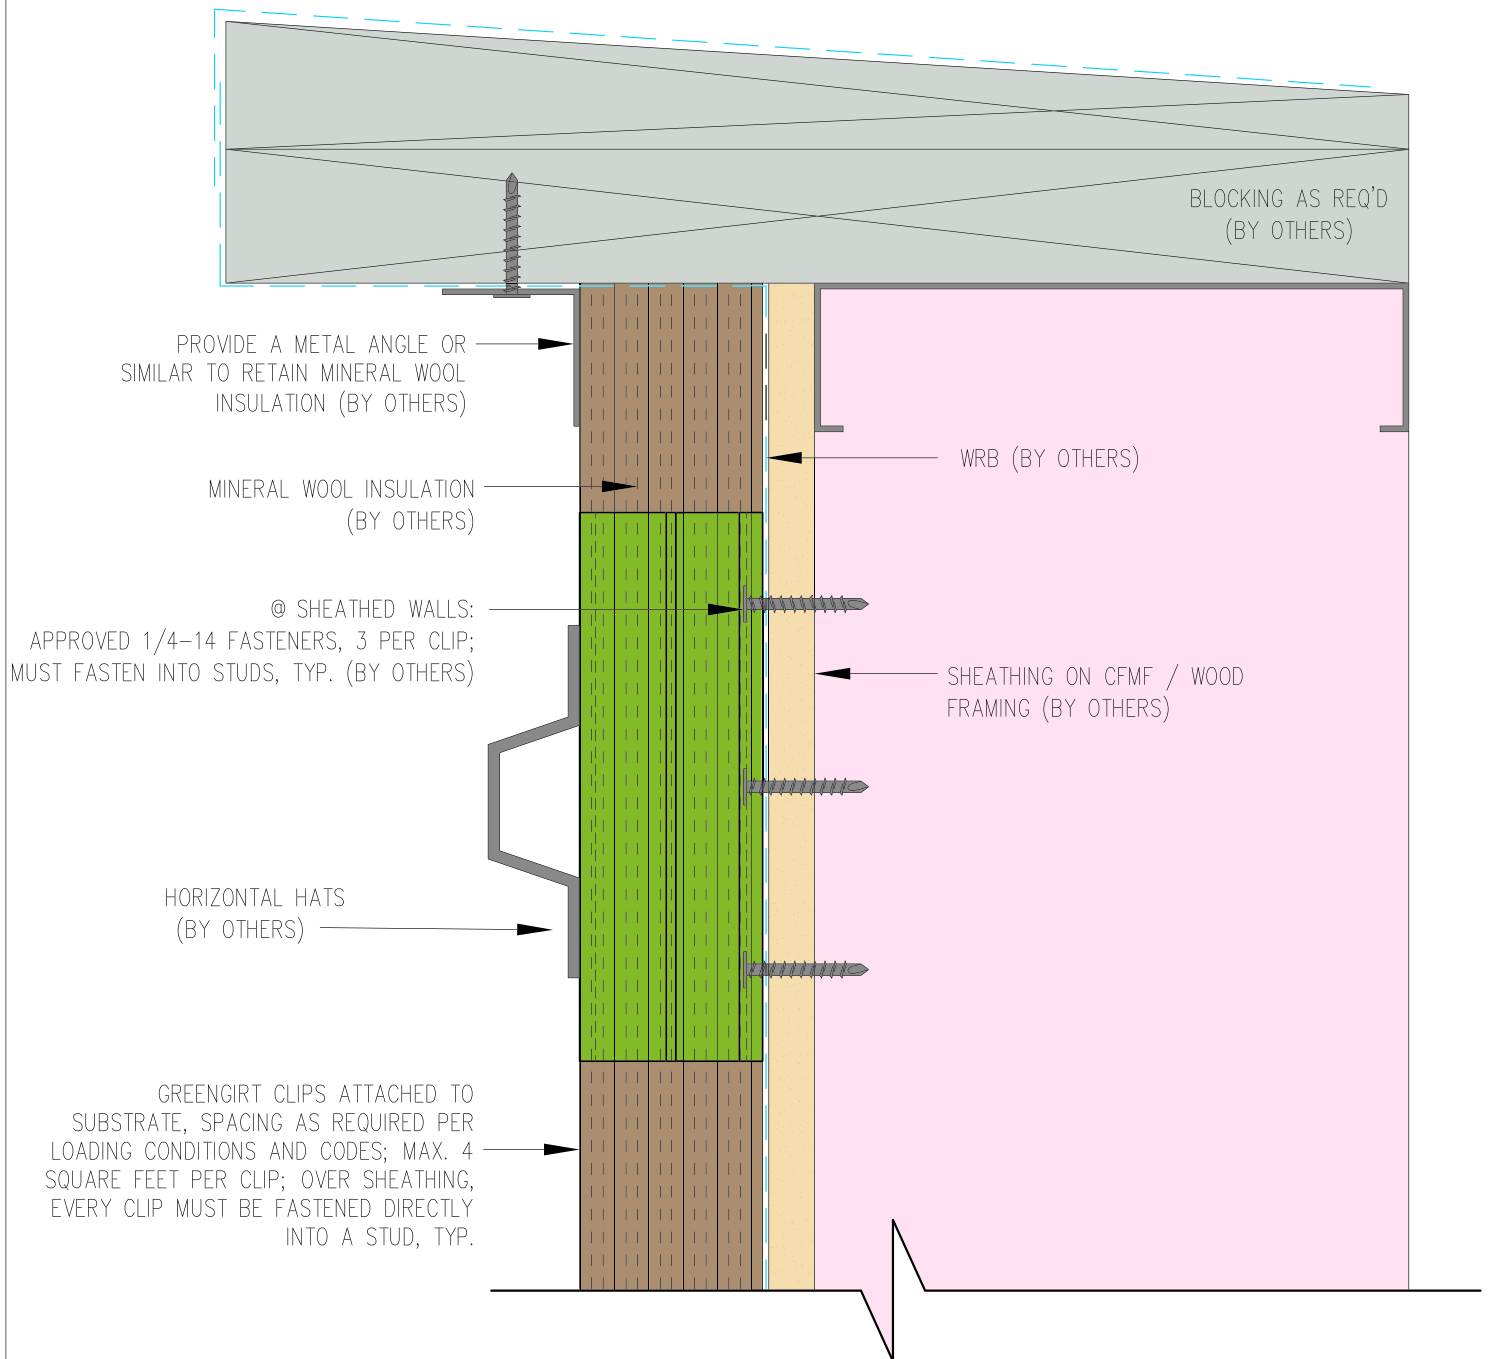 BLOCKING AS REQ'D
(BY OTHERS)
PROVIDE A METAL ANGLE OR
SIMILAR TO RETAIN MINERAL WOOL
INSULATION (BY OTHERS)
WRB (BY OTHERS)
MINERAL WOOL INSULATION
(BY OTHERS)
@ SHEATHED WALLS:
APPROVED 1/4-14 FASTENERS, 3 PER CLIP;
MUST FASTEN INTO STUDS, TYP. (BY OTHERS)
SHEATHING ON CFMF / WOOD
FRAMING (BY OTHERS)
HORIZONTAL HATS
(BY OTHERS)
GREENGIRT CLIPS ATTACHED TO
SUBSTRATE, SPACING AS REQUIRED PER
LOADING CONDITIONS AND CODES; MAX. 4
SQUARE FEET PER CLIP; OVER SHEATHING,
EVERY CLIP MUST BE FASTENED DIRECTLY
INTO A STUD, TYP.